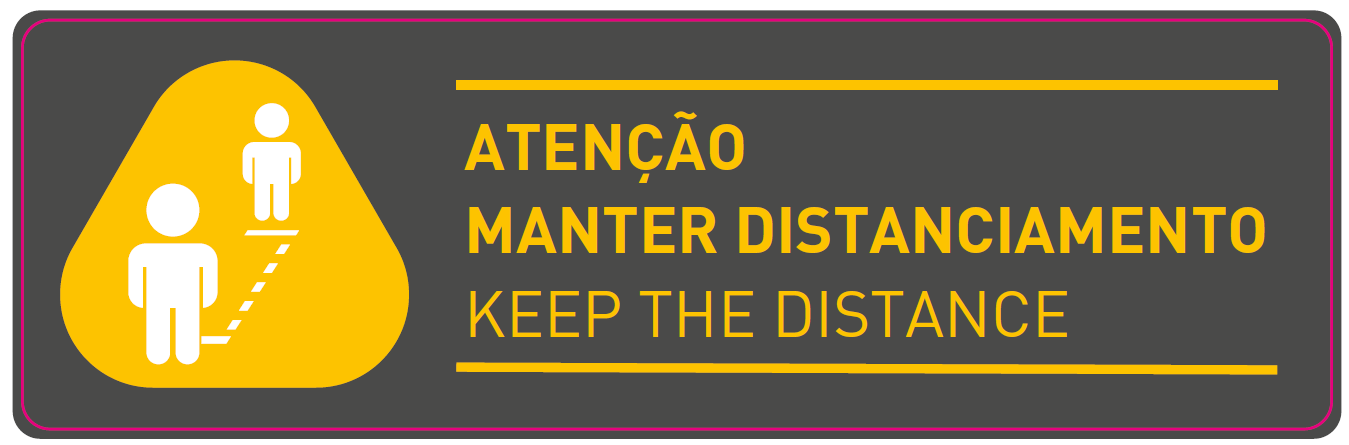 ATENÇÃO
MANTER DISTANCIAMENTO
KEEP THE DISTANCE